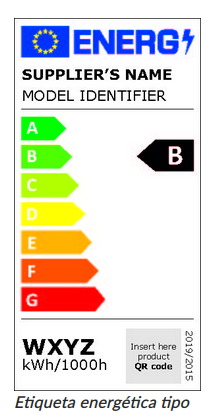 ENERG
SUPPLIER'S NAME
MODEL IDENTIFIER
A
B
B
C
D
E
F
G
WXYZ
kWh/1000h
Insert here
product
QR code
2019/2015
Etiqueta energética tipo